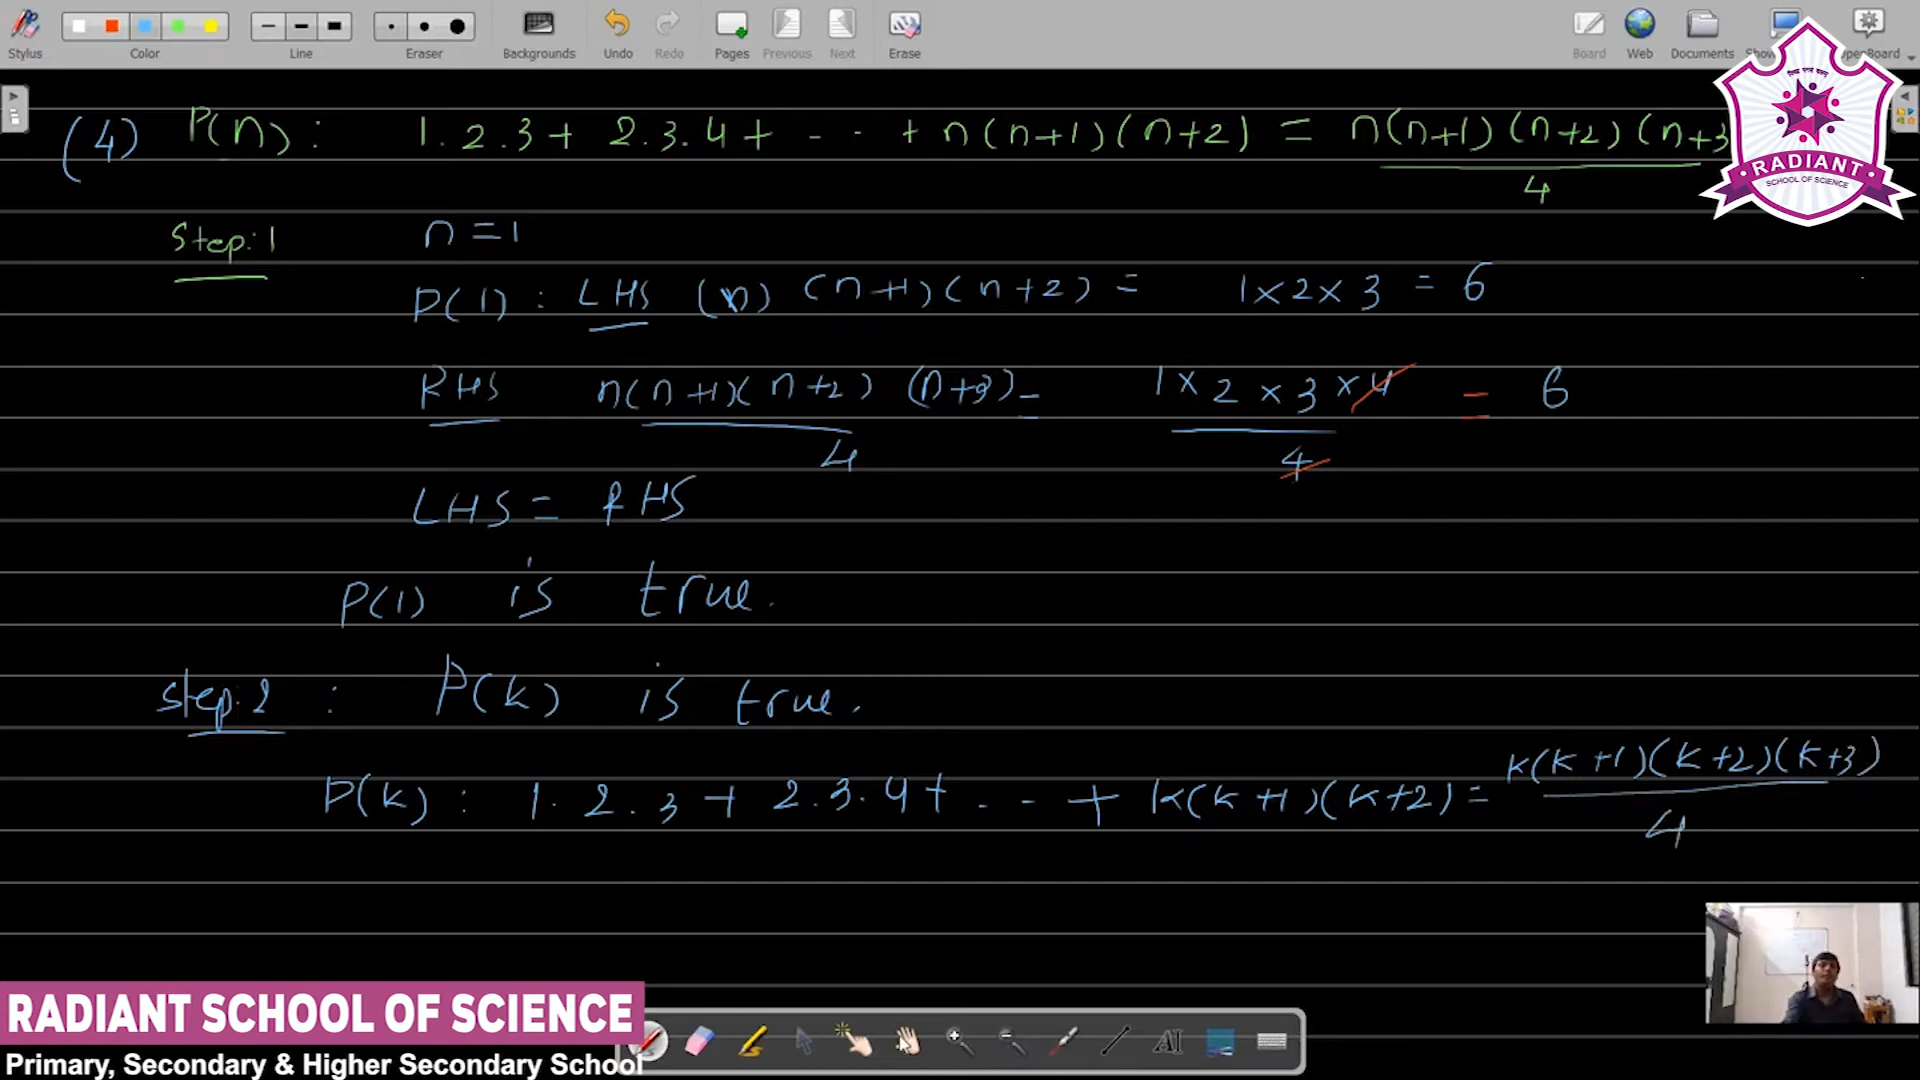 Stylus Color Line Eraser Backgrounds Undo Redo Pages Previous Next Erase Board Web Documents
(4) P(n) : 1.2.3 + 2.3.4 + - - + n(n+1)(n+2) = n(n+1)(n+2)(n+3
4
RADIANT
SCHOOL OF SCIENCE
Step:1 n = 1
P(1) : LHS (n) (n+1)(n+2) = 1×2×3 = 6
RHS n(n+1)(n+2) (n+3) = 1×2×3×4 = 6
4 4
LHS = RHS
P(1) is true.
Step:2 : P(k) is true.
P(k) : 1.2.3 + 2.3.4 + - - + k(k+1)(k+2) = k(k+1)(k+2)(k+3)
4
RADIANT SCHOOL OF SCIENCE
Primary, Secondary & Higher Secondary School